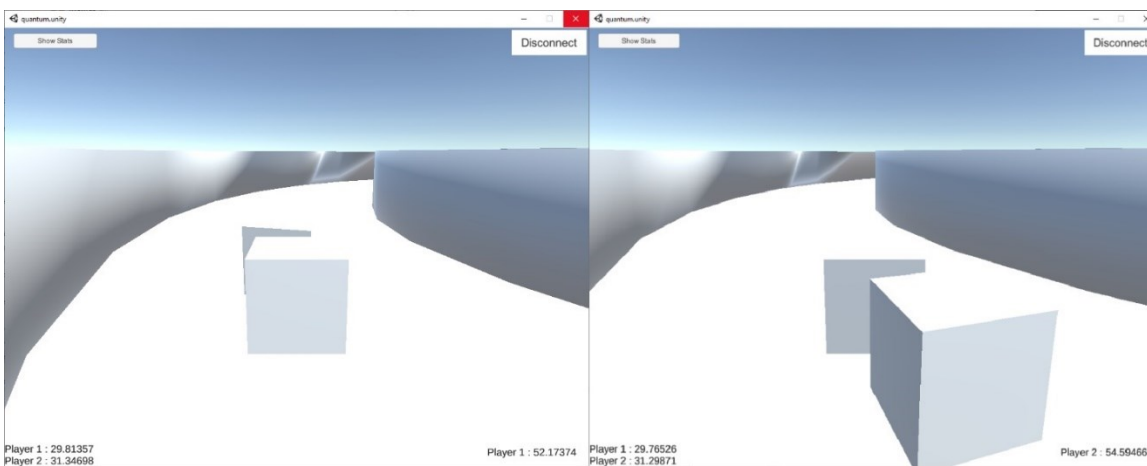 quantum.unity
Show Stats
Disconnect
Player 1 : 29.81357
Player 2 : 31.34698
Player 1 : 52.17374
quantum.unity
Show Stats
Disconnect
Player 1 : 29.76526
Player 2 : 31.29871
Player 2 : 54.59466